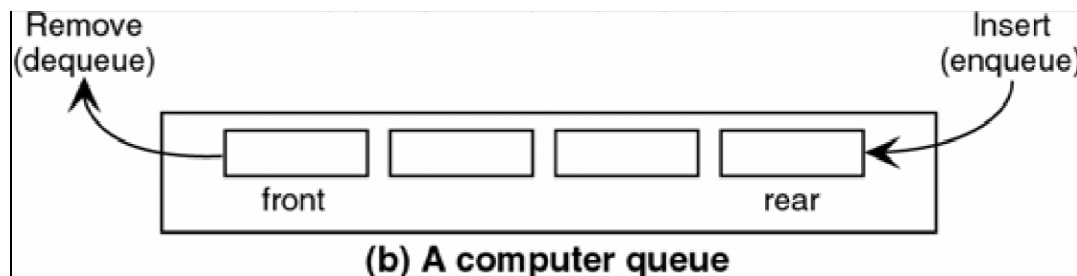 Remove
(dequeue)
Insert
(enqueue)
front
rear
(b) A computer queue